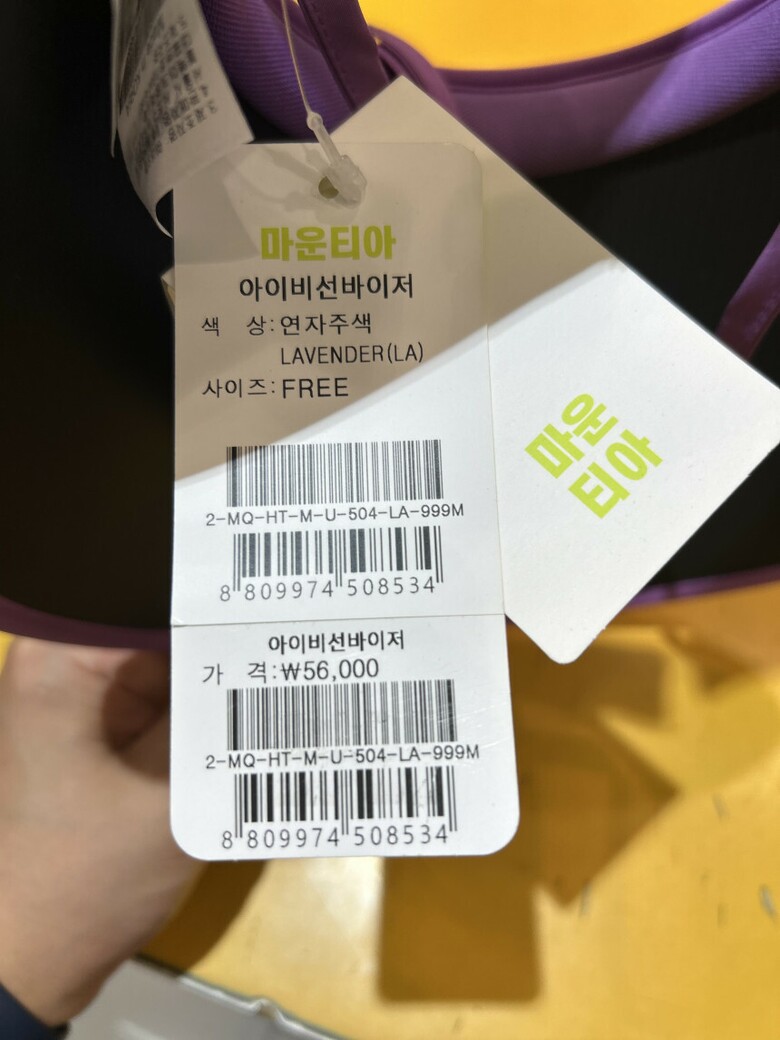 마운티아
아이비선바이저
색 상:연자주색
LAVENDER(LA)
사이즈:FREE
2-MQ-HT-M-U-504-LA-999M
8 809974 508534
아이비선바이저
가 격:₩56,000
2-MQ-HT-M-U-504-LA-999M
8 809974 508534
마운
티아